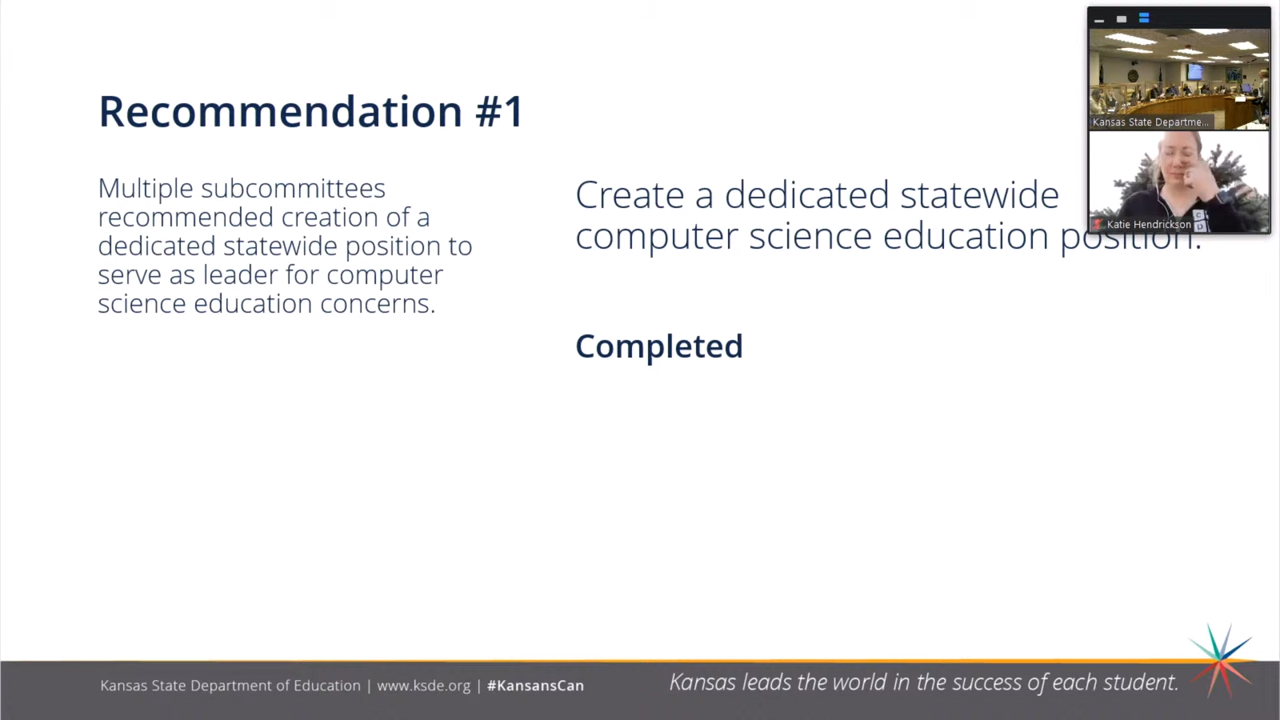 Recommendation #1
Multiple subcommittees
recommended creation of a
dedicated statewide position to
serve as leader for computer
science education concerns.
Create a dedicated statewide
computer science education position.
Completed
Kansas State Departme...
Katie Hendrickson
Kansas State Department of Education | www.ksde.org | #KansansCan
Kansas leads the world in the success of each student.